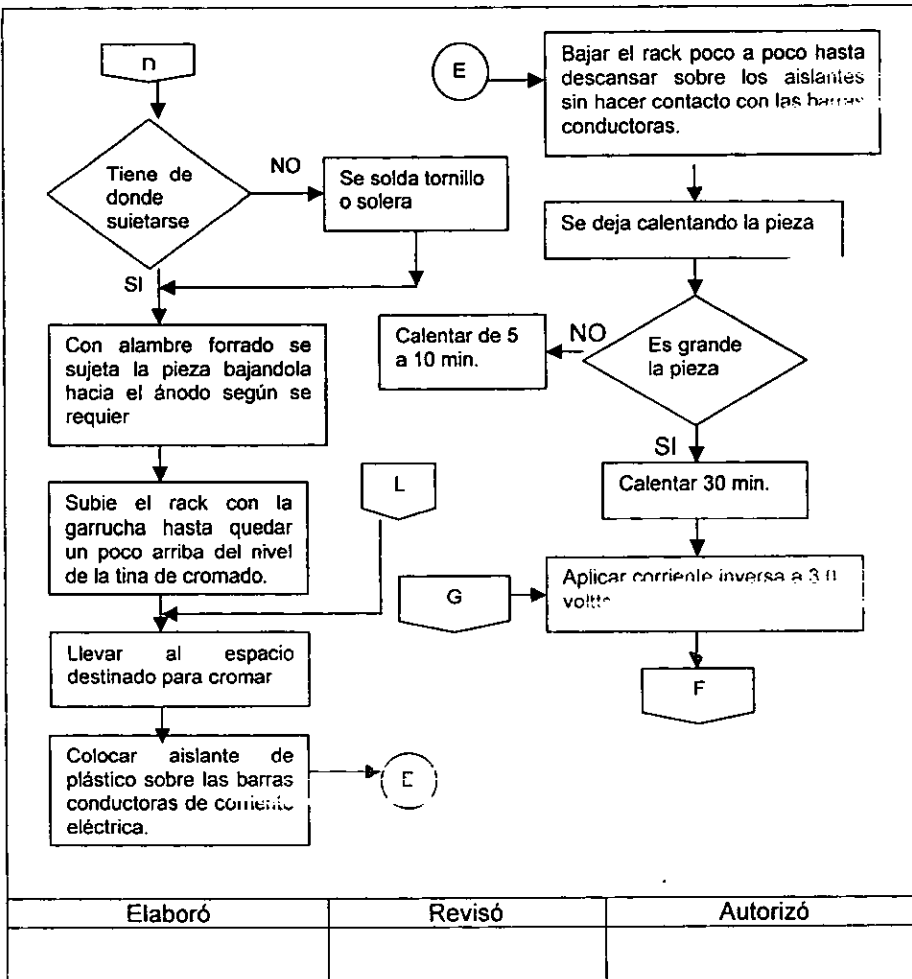 Tiene de
donde
sujetarse
NO
Se solda tornillo
o solera
SI
Con alambre forrado se
sujeta la pieza bajandola
hacia el ánodo según se
requier
Subie el rack con la
garrucha hasta quedar
un poco arriba del nivel
de la tina de cromado.
L
Llevar al espacio
destinado para cromar
Colocar aislante de
plástico sobre las barras
conductoras de corriente
eléctrica.
E
E
Bajar el rack poco a poco hasta
descansar sobre los aislantes
sin hacer contacto con las barras
conductoras.
Se deja calentando la pieza
Es grande
la pieza
NO
Calentar de 5
a 10 min.
SI
Calentar 30 min.
G
Aplicar corriente inversa a
F
Elaboró Revisó Autorizó